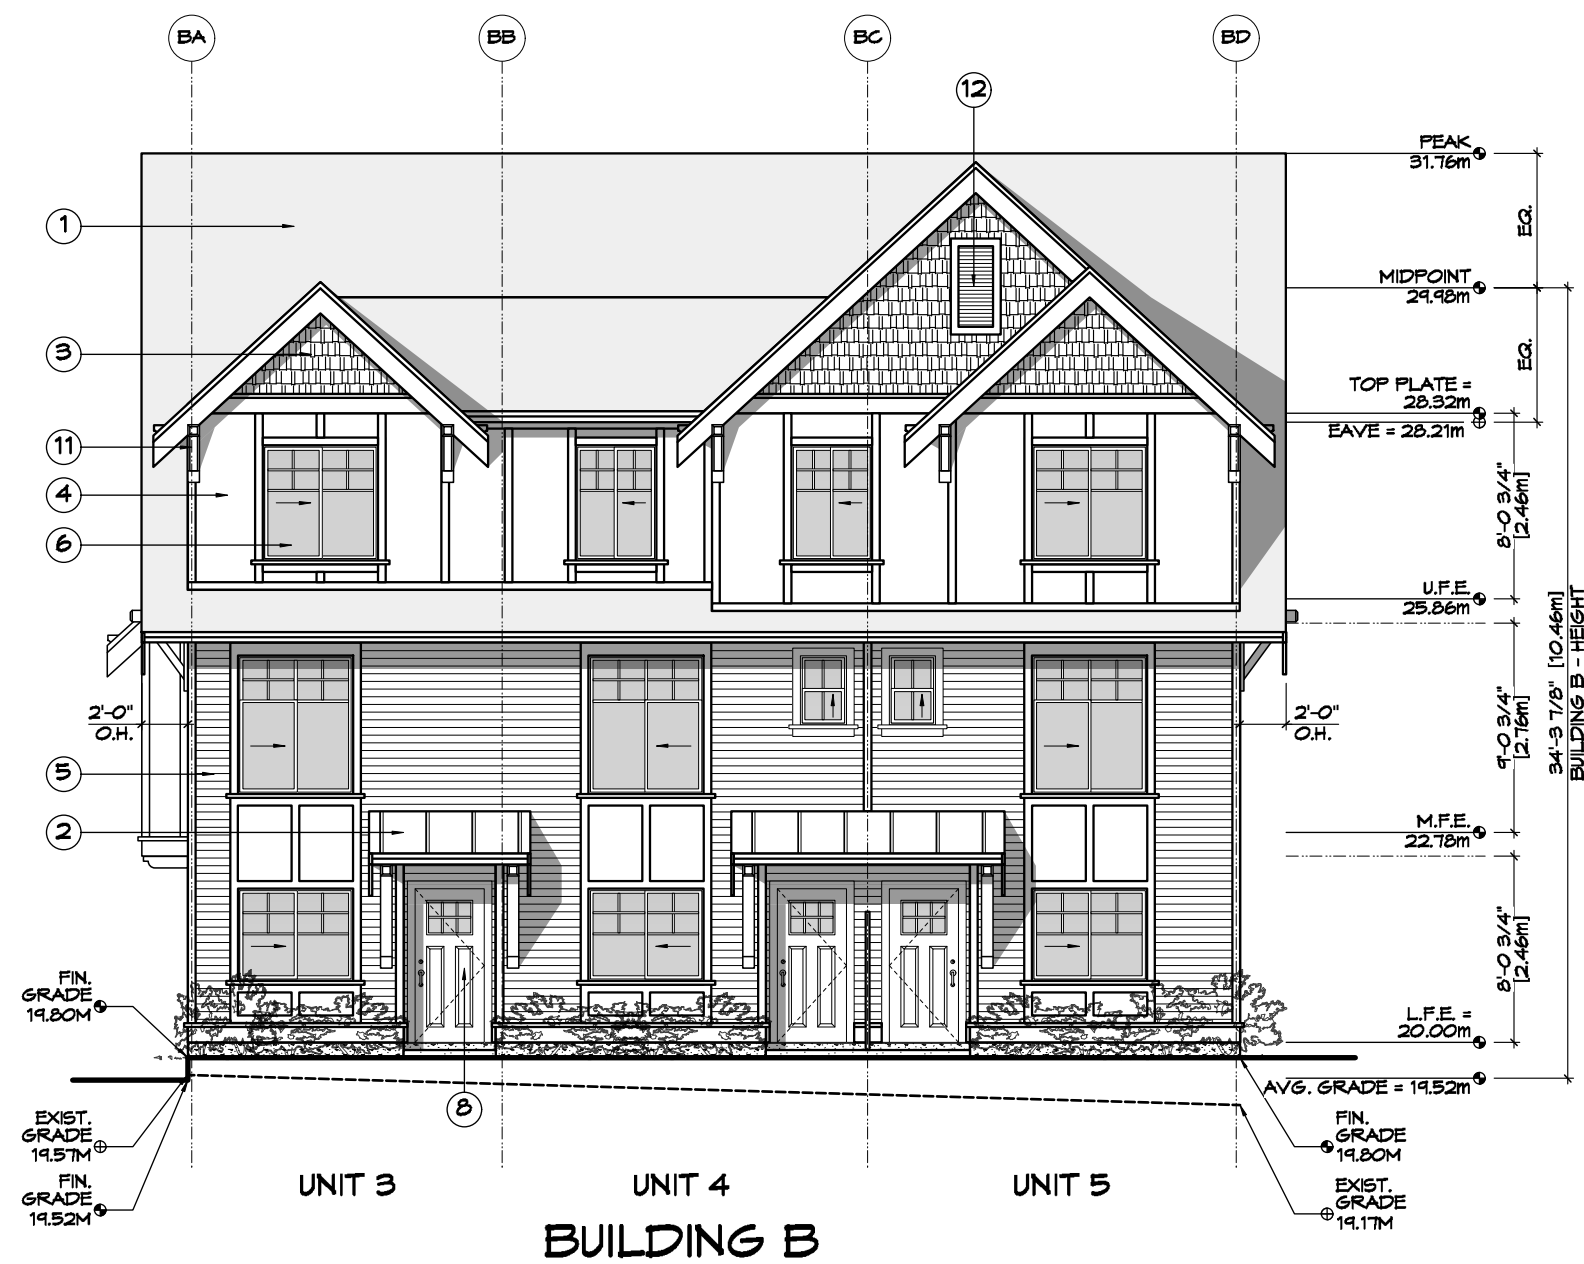 BA
BB
BC
BD
12
PEAK
31.76m
1
EQ.
MIDPOINT
29.98m
3
EQ.
TOP PLATE =
28.32m
EAVE = 28.21m
11
4
8'-0 3/4"
[2.46m]
6
U.F.E.
25.86m
2'-0"
O.H.
2'-0"
O.H.
9'-0 3/4"
[2.76m]
34'-3 7/8" [10.46m]
BUILDING B - HEIGHT
5
2
M.F.E.
22.78m
8'-0 3/4"
[2.46m]
FIN.
GRADE
19.80M
L.F.E. =
20.00m
AVG. GRADE = 19.52m
8
EXIST.
GRADE
19.57M
FIN.
GRADE
19.80M
FIN.
GRADE
19.52M
EXIST.
GRADE
19.17M
UNIT 3
UNIT 4
UNIT 5
BUILDING B